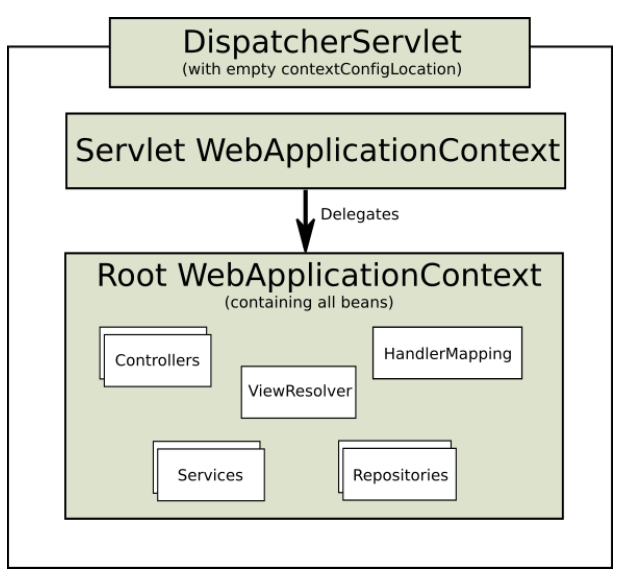 DispatcherServlet
(with empty contextConfigLocation)
Servlet WebApplicationContext
Delegates
Root WebApplicationContext
(containing all beans)
Controllers
HandlerMapping
ViewResolver
Services
Repositories